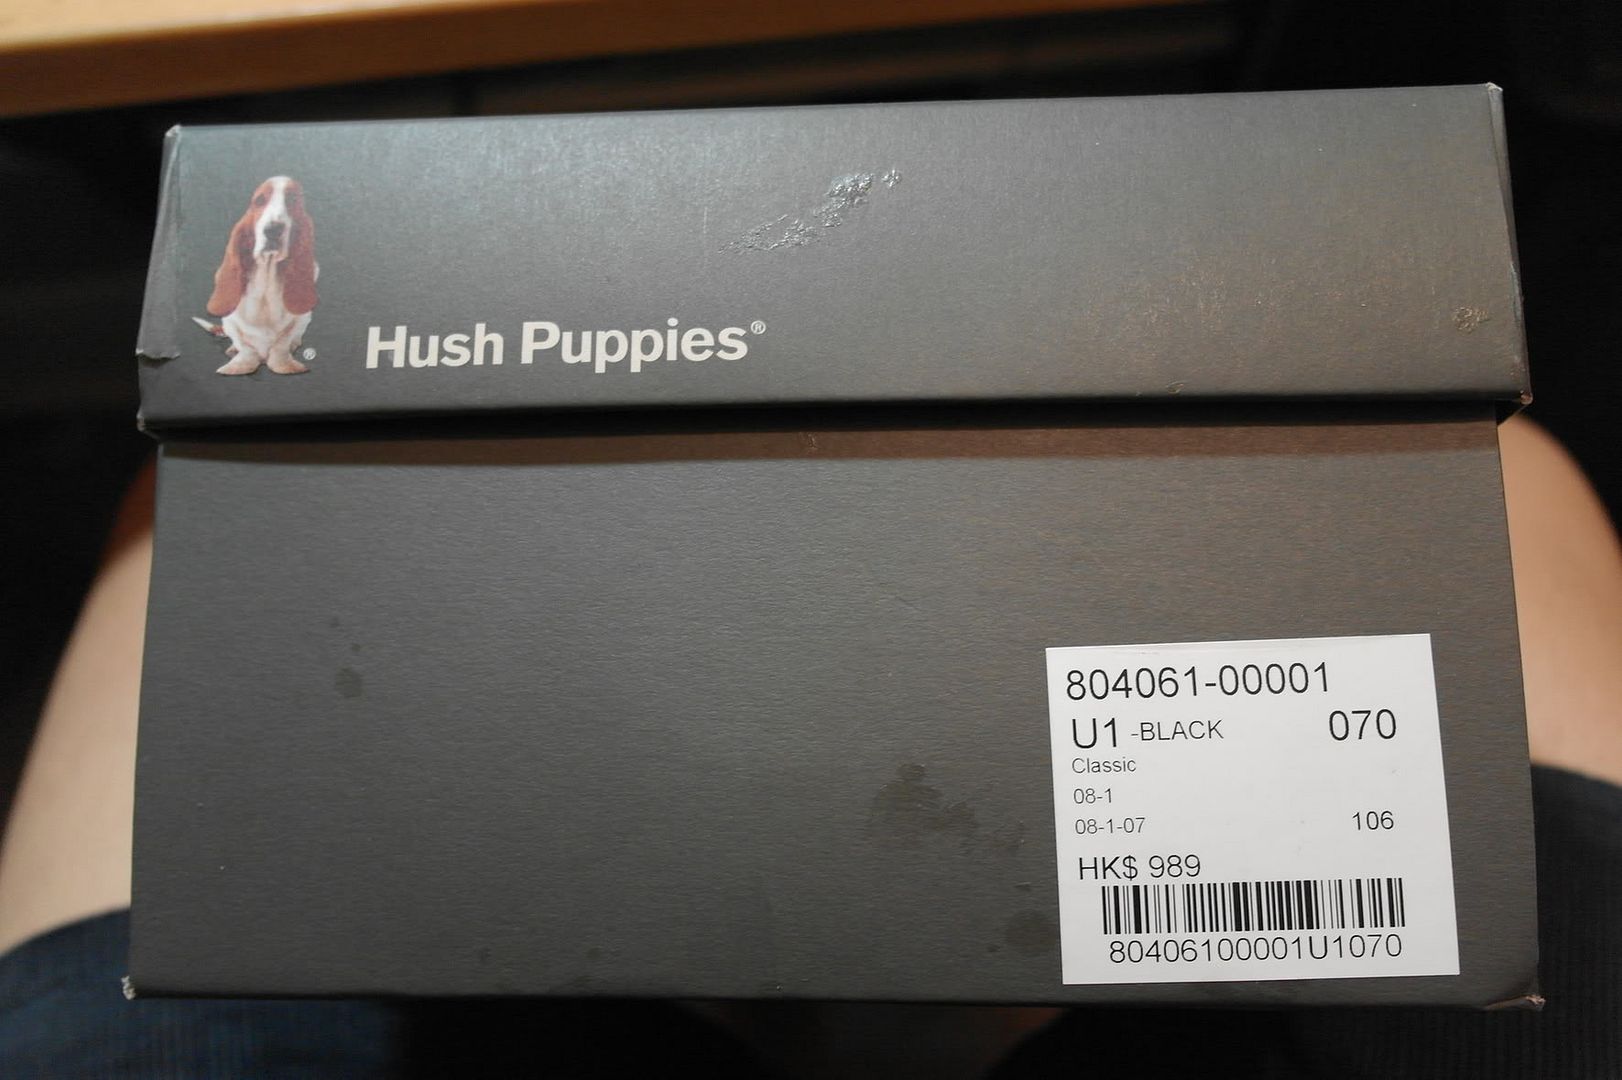 Hush Puppies®
®
804061-00001
U1 -BLACK 070
Classic
08-1
08-1-07 106
HK$ 989
80406100001U1070